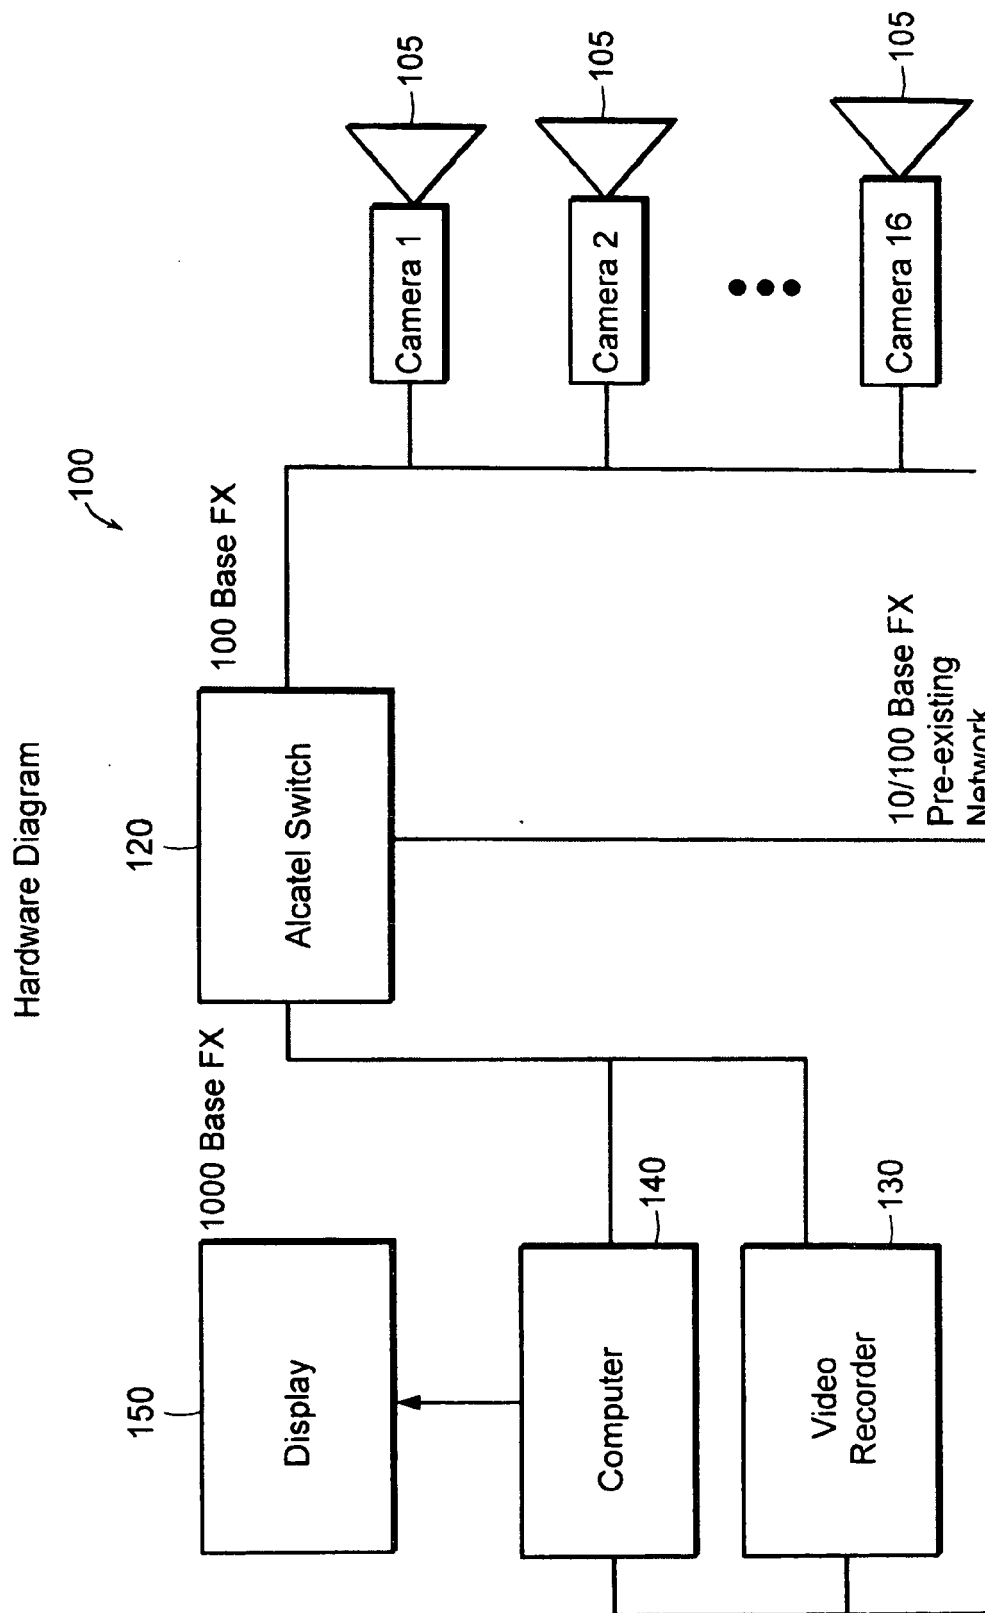 Hardware Diagram
100
150
Display
1000 Base FX
120
Alcatel Switch
100 Base FX
Camera 1
105
Camera 2
105
Camera 16
105
Computer
140
Video
Recorder
130
10/100 Base FX
Pre-existing
Network